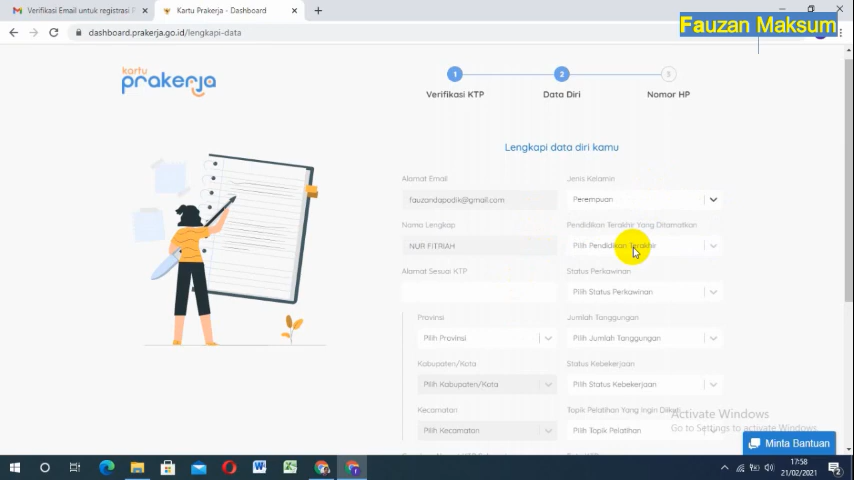 Verifikasi Email untuk registrasi P
Kartu Prakerja - Dashboard
dashboard.prakerja.go.id/lengkapi-data
Fauzan Maksum
kartu
prakerja
1
2
3
Verifikasi KTP
Data Diri
Nomor HP
Lengkapi data diri kamu
Alamat Email
fauzandapodik@gmail.com
Nama Lengkap
NUR FITRIAH
Alamat Sesuai KTP
Provinsi
Pilih Provinsi
Kabupaten/Kota
Pilih Kabupaten/Kota
Kecamatan
Pilih Kecamatan
Jenis Kelamin
Perempuan
Pendidikan Terakhir Yang Ditamatkan
Pilih Pendidikan Terakhir
Status Perkawinan
Pilih Status Perkawinan
Jumlah Tanggungan
Pilih Jumlah Tanggungan
Status Kebekerjaan
Pilih Status Kebekerjaan
Topik Pelatihan Yang Ingin Diikuti
Pilih Topik Pelatihan
Activate Windows
Go to Settings to activate Windows.
Minta Bantuan
17:58
21/02/2021
2